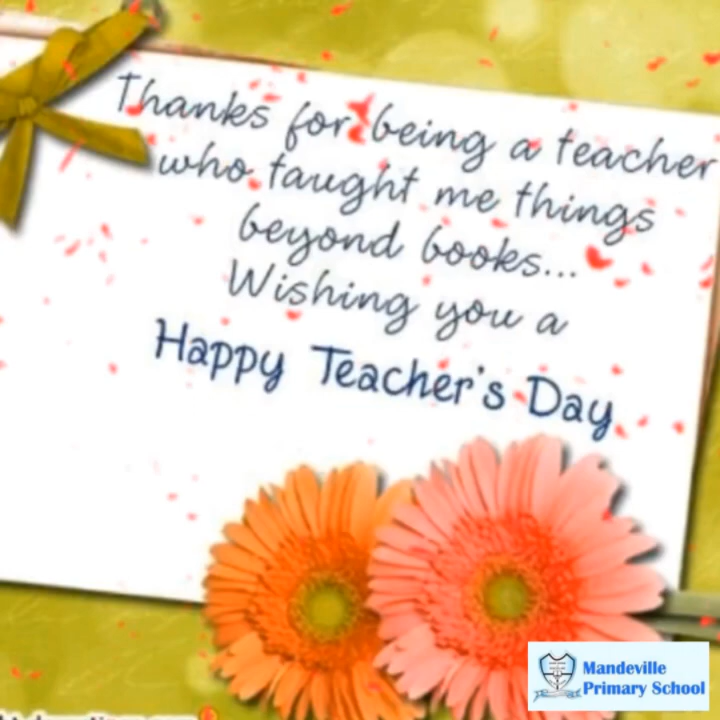 Thanks for being a teacher
who taught me things
beyond books...
Wishing you a
Happy Teacher's Day
Mandeville
Primary School